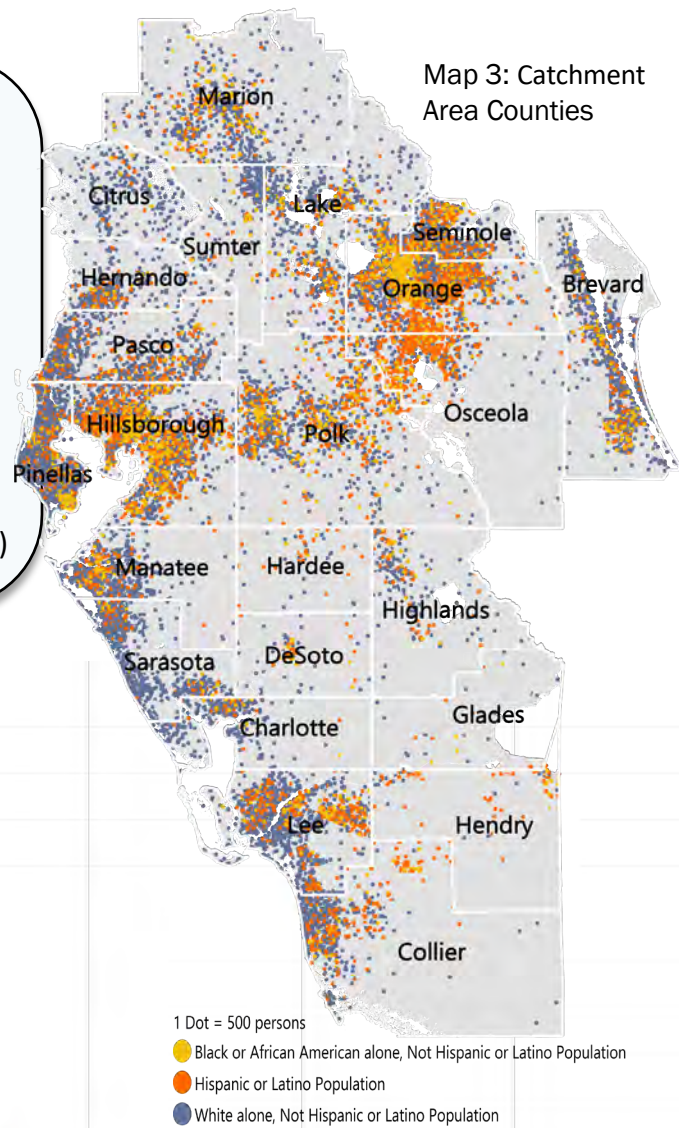 Map 3: Catchment
Area Counties
Marion
Citrus
Lake
Sumter
Seminole
Hernando
Orange
Brevard
Pasco
Osceola
Hillsborough
Polk
Pinellas
)
Manatee
Hardee
Highlands
Sarasota
DeSoto
Glades
Charlotte
Lee
Hendry
Collier
1 Dot = 500 persons
Black or African American alone, Not Hispanic or Latino Population
Hispanic or Latino Population
White alone, Not Hispanic or Latino Population